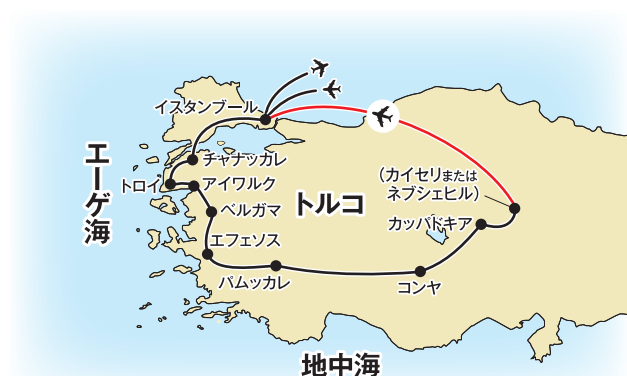 イスタンブール
チャナッカレ
トロイ
アイワルク
ベルガマ
エーゲ海
トルコ
（カイセリまたは
ネブシェヒル）
カッパドキア
エフェソス
パムッカレ
コンヤ
地中海